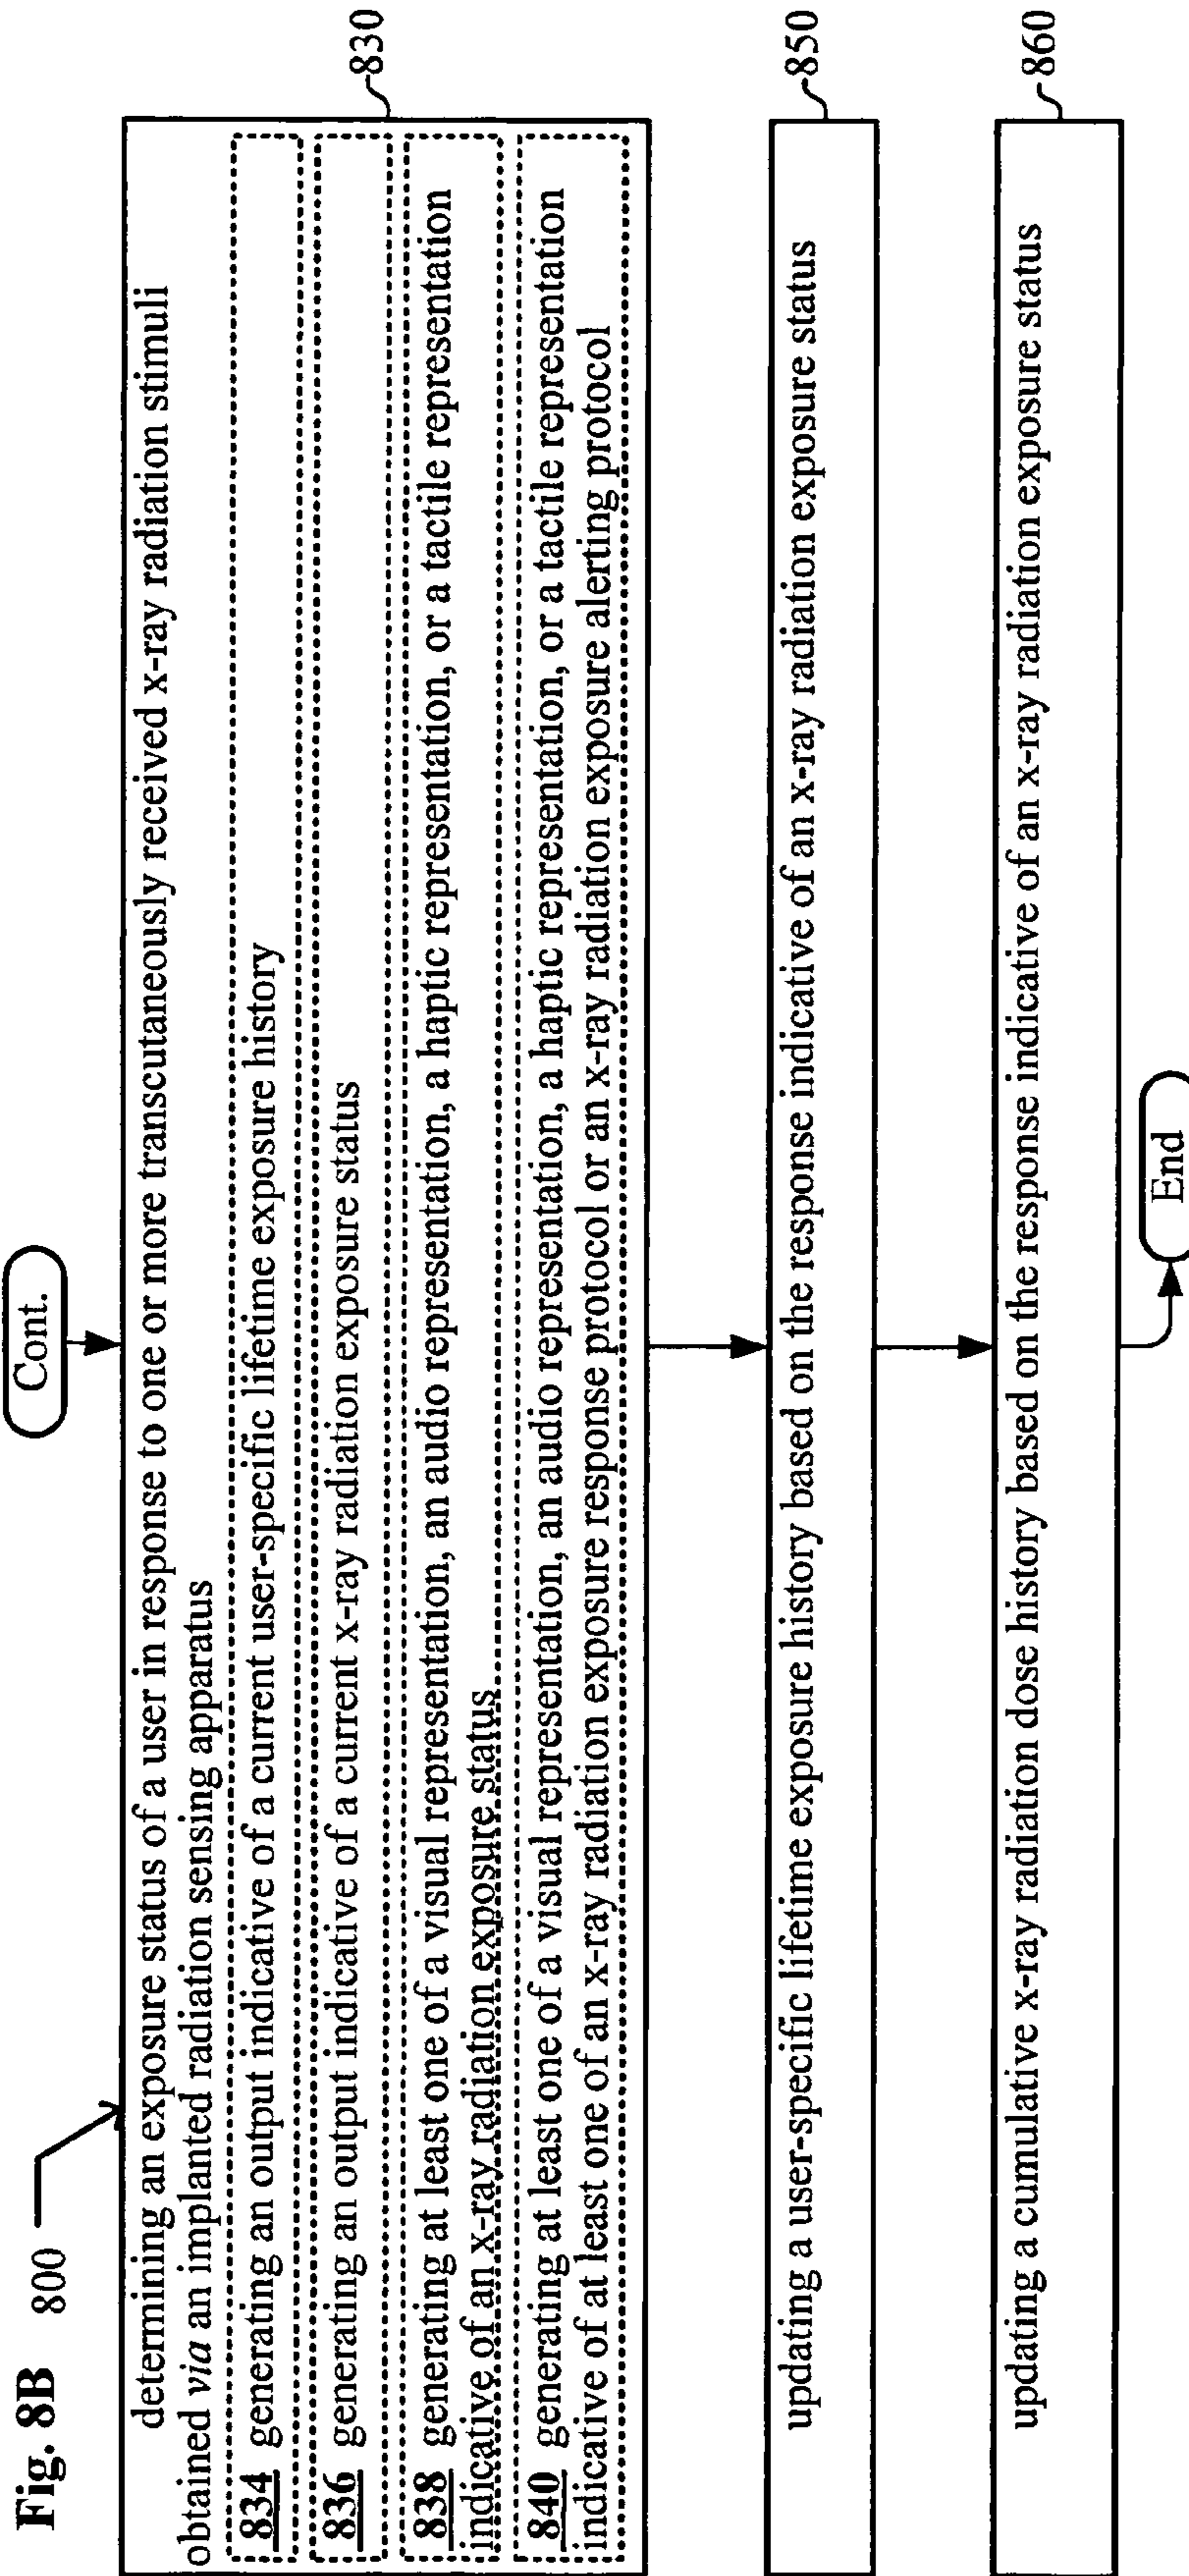 Fig. 8B
800
Cont.
determining an exposure status of a user in response to one or more transcutaneously received x-ray radiation stimuli
obtained via an implanted radiation sensing apparatus
834 generating an output indicative of a current user-specific lifetime exposure history
836 generating an output indicative of a current x-ray radiation exposure status
838 generating at least one of a visual representation, an audio representation, a haptic representation, or a tactile representation
indicative of an x-ray radiation exposure status
840 generating at least one of a visual representation, an audio representation, a haptic representation, or a tactile representation
indicative of at least one of an x-ray radiation exposure response protocol or an x-ray radiation exposure alerting protocol
830
updating a user-specific lifetime exposure history based on the response indicative of an x-ray radiation exposure status
850
updating a cumulative x-ray radiation dose history based on the response indicative of an x-ray radiation exposure status
860
End